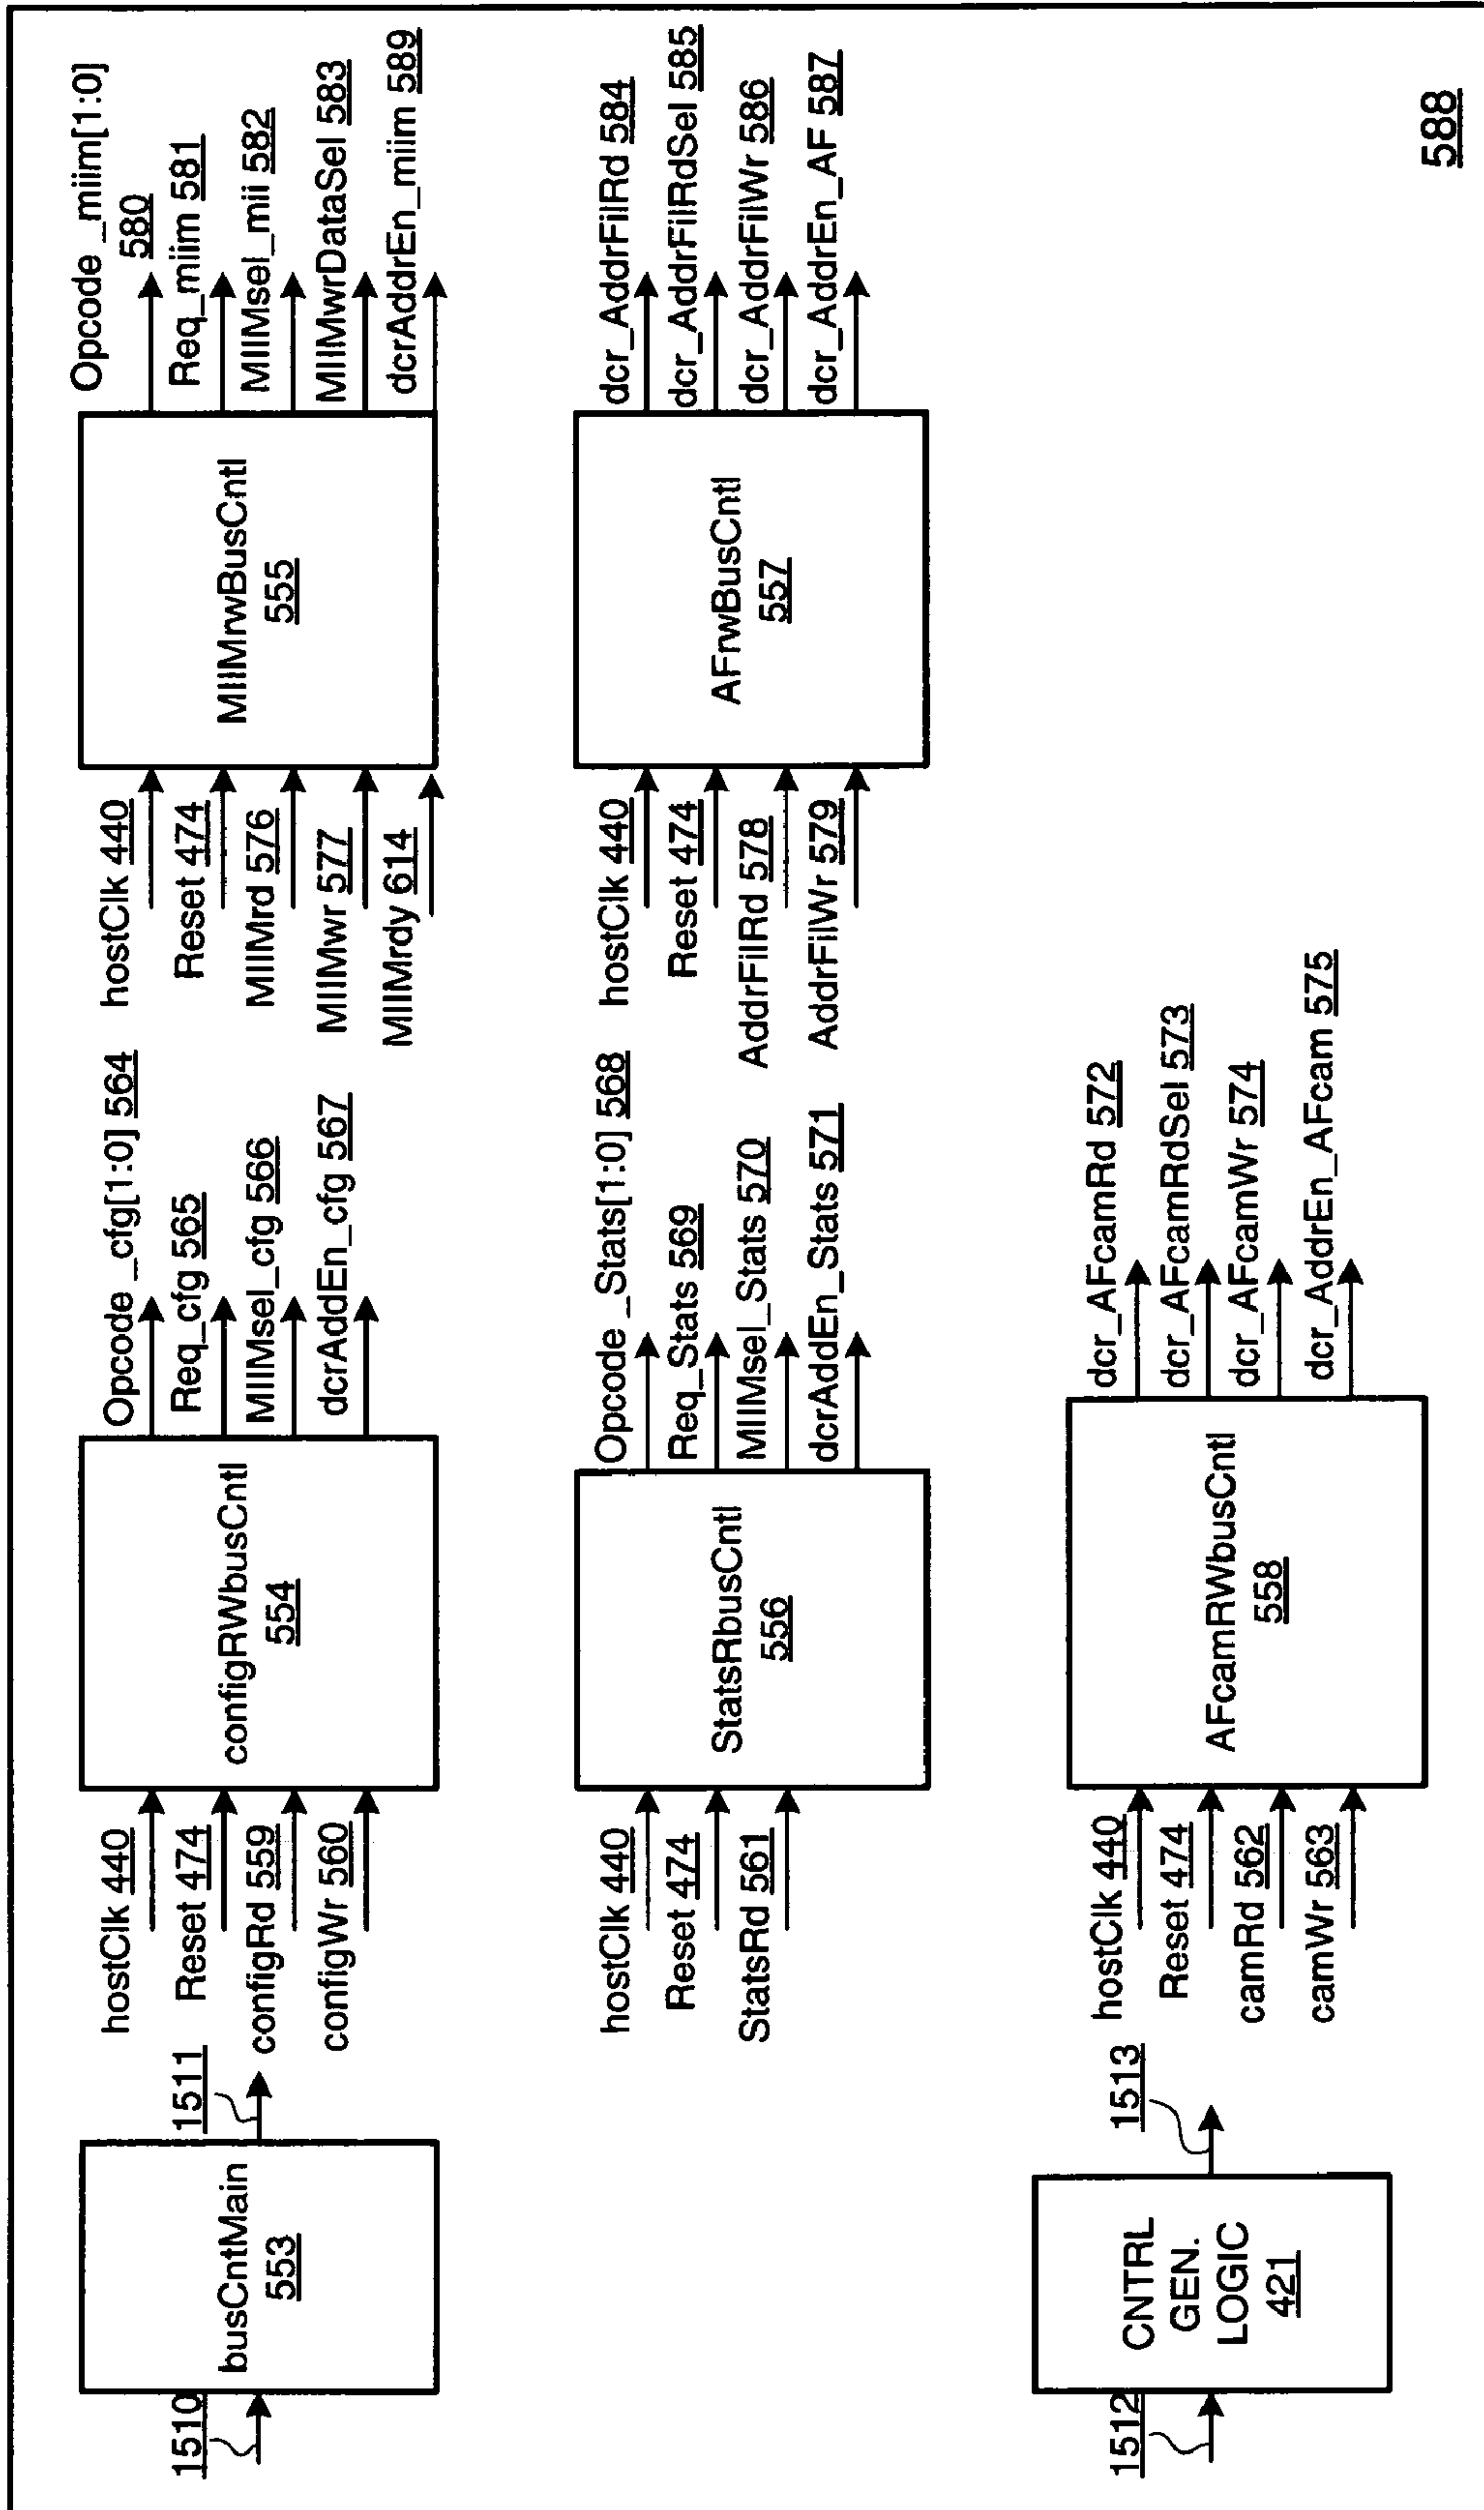 1510
busCntMain
553
1511
hostClk 440
Reset 474
configRd 559
configWr 560
configRWbusCntl
554
Opcode _cfg[1:0] 564
Req_cfg 565
MIIMsel_cfg 566
dcrAddEn_cfg 567
hostClk 440
Reset 474
MIIMrd 576
MIIMwr 577
MIIMrdy 614
MIIMrwBusCntl
555
Opcode _miim[1:0]
580
Req_miim 581
MIIMsel_mii 582
MIIMwrDataSel 583
dcrAddrEn_miim 589
hostClk 440
Reset 474
StatsRd 561
StatsRbusCntl
556
Opcode _Stats[1:0] 568
Req_Stats 569
MIIMsel_Stats 570
dcrAddEn_Stats 571
hostClk 440
Reset 474
AddrFilRd 578
AddrFilWr 579
AFrwBusCntl
557
dcr_AddrFilRd 584
dcr_AddrFilRdSel 585
dcr_AddrFilWr 586
dcr_AddrEn_AF 587
1512
CNTRL
GEN.
LOGIC
421
1513
hostClk 440
Reset 474
camRd 562
camWr 563
AFcamRWbusCntl
558
dcr_AFcamRd 572
dcr_AFcamRdSel 573
dcr_AFcamWr 574
dcr_AddrEn_AFcam 575
588